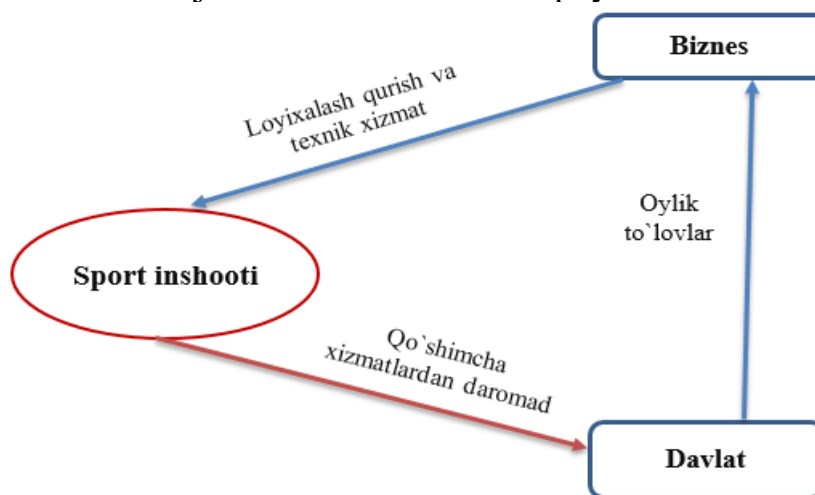 Biznes
Loyixalash qurish va
texnik xizmat
Oylik
to`lovlar
Sport inshooti
Qo`shimcha
xizmatlardan daromad
Davlat